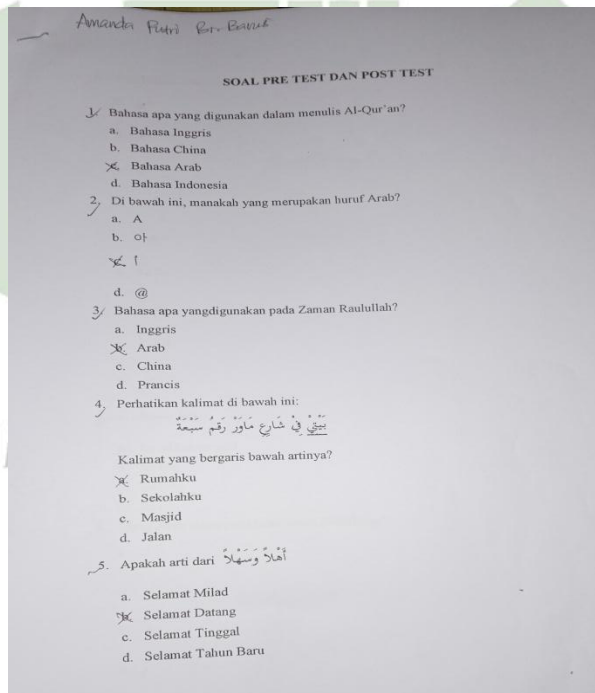 Amanda Putri Br.
SOAL PRE TEST DAN POST TEST
1. Bahasa apa yang digunakan dalam menulis Al-Qur'an?
a. Bahasa Inggris
b. Bahasa China
c. Bahasa Arab
d. Bahasa Indonesia
2. Di bawah ini, manakah yang merupakan huruf Arab?
a. A
b. 아
c. أ
d. @
3. Bahasa apa yangdigunakan pada Zaman Raulullah?
a. Inggris
b. Arab
c. China
d. Prancis
4. Perhatikan kalimat di bawah ini:
بَيْتِيْ فِيْ شَارِعِ مَاوَرْ رَقْمُ سَبْعَةٌ
Kalimat yang bergaris bawah artinya?
a. Rumahku
b. Sekolahku
c. Masjid
d. Jalan
5. Apakah arti dari أَهْلاً وَسَهْلاً
a. Selamat Milad
b. Selamat Datang
c. Selamat Tinggal
d. Selamat Tahun Baru